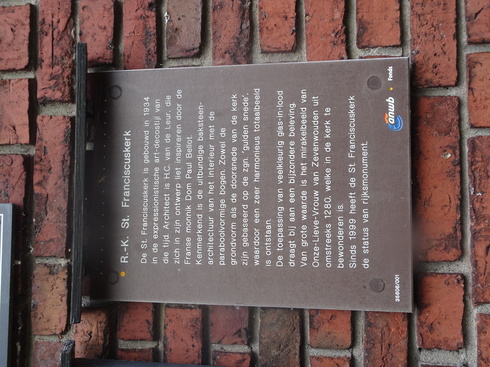 R.-K. St. Franciscuskerk
De St. Franciscuskerk is gebouwd in 1934
in de expressionistische art-decostijl van
die tijd. Architect is H.C. van de Leur, die
zich in zijn ontwerp liet inspireren door de
Franse monnik Dom Paul Bellot.
Kenmerkend is de uitbundige baksteen-
architectuur van het interieur met de
paraboolvormige bogen. Zowel de
grondvorm als de doorsnede van de kerk
zijn gebaseerd op de zgn. 'gulden snede',
waardoor een zeer harmonieus totaalbeeld
is ontstaan.
De toepassing van veelkleurig glas-in-lood
draagt bij aan een bijzondere beleving.
Van grote waarde is het mirakelbeeld van
Onze-Lieve-Vrouw van Zevenwouden uit
omstreeks 1280, welke in de kerk te
bewonderen is.
Sinds 1999 heeft de St. Franciscuskerk
de status van rijksmonument.
36608/001
anwb Fonds